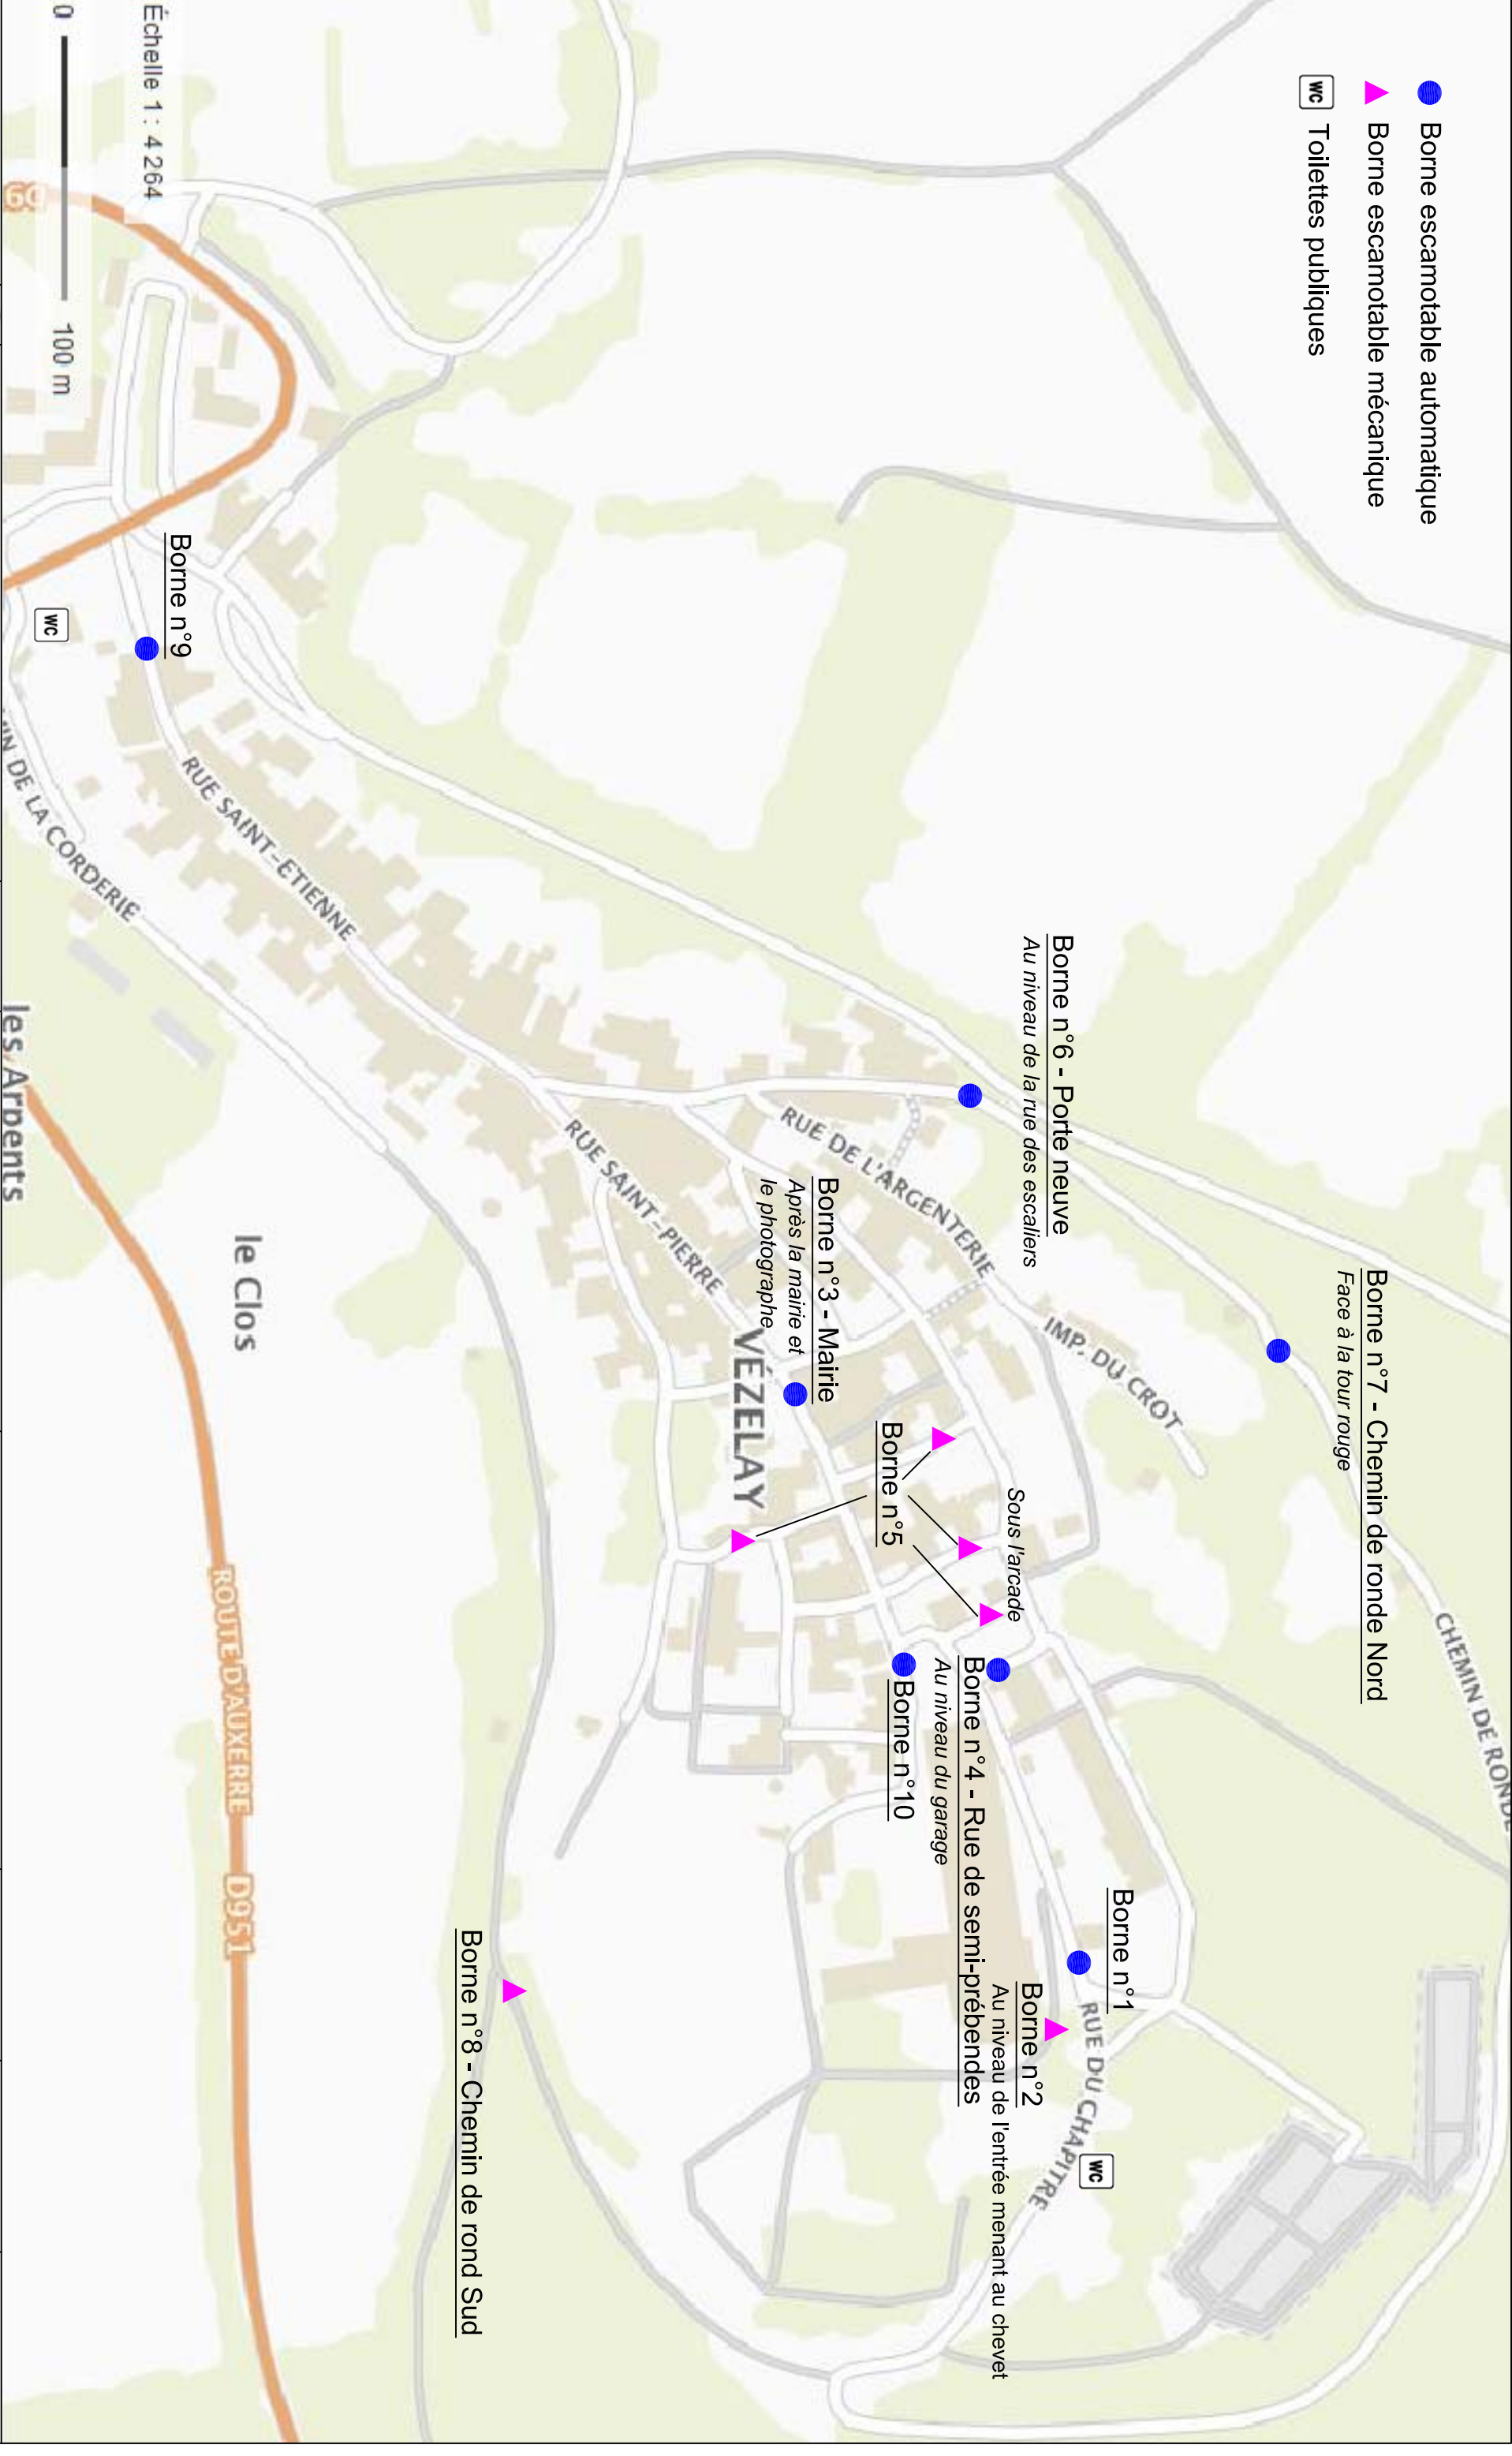 Borne escamotable automatique
Borne escamotable mécanique
WC Toilettes publiques
Borne n°7 - Chemin de ronde Nord
Face à la tour rouge
CHEMIN DE RONDE
Borne n°6 - Porte neuve
Au niveau de la rue des escaliers
IMP. DU CROT
RUE DE L'ARGENTERIE
Borne n°1
RUE DU CHAPITRE
WC
Borne n°2
Au niveau de l'entrée menant au chevet
Sous l'arcade
Borne n°4 - Rue de semi-prébendes
Au niveau du garage
Borne n°5
Borne n°10
Borne n°3 - Mairie
Après la mairie et
le photographe
VÉZELAY
RUE SAINT-PIERRE
Borne n°8 - Chemin de rond Sud
RUE SAINT-ETIENNE
le Clos
ROUTE D'AUXERRE D951
Borne n°9
WC
IN DE LA CORDERIE
les Arpents
Échelle 1 : 4 264
0 100 m